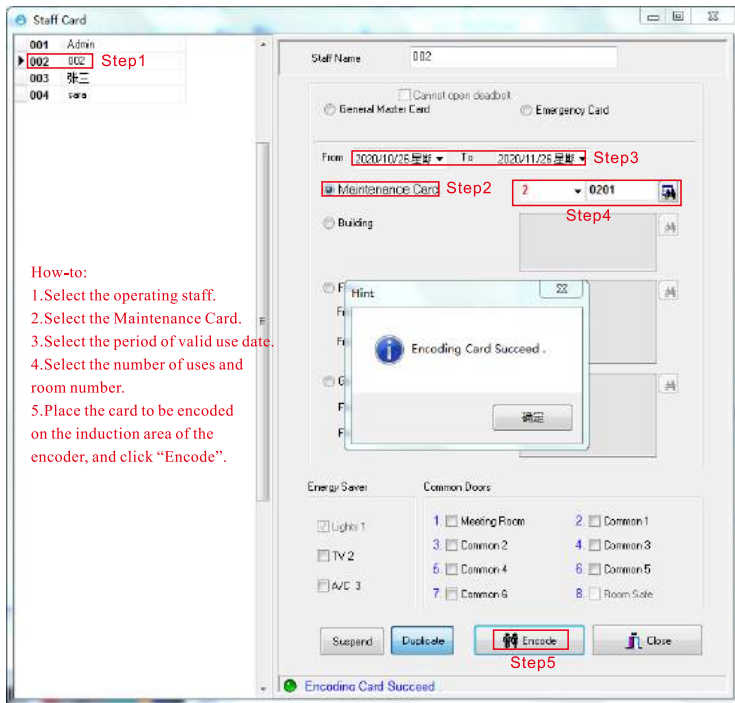 Staff Card
001 Admin
002 002 Step1
003 张三
004 sara
How-to:
1.Select the operating staff.
2.Select the Maintenance Card.
3.Select the period of valid use date.
4.Select the number of uses and
room number.
5.Place the card to be encoded
on the induction area of the
encoder, and click “Encode”.
Staff Name 002
Cannot open deadbolt
General Master Card Emergency Card
From 2020/10/26 星期 To 2020/11/26 星期 Step3
Maintenance Card Step2 2 0201
Step4
Building
F
Hint
Encoding Card Succeed .
确定
G
F
F
Energy Saver Common Doors
Lights 1 1. Meeting Room 2. Common 1
3. Common 2 4. Common 3
TV 2
5. Common 4 6. Common 5
A/C 3
7. Common 6 8. Room Safe
Suspend Duplicate Encode Close
Step5
Encoding Card Succeed .